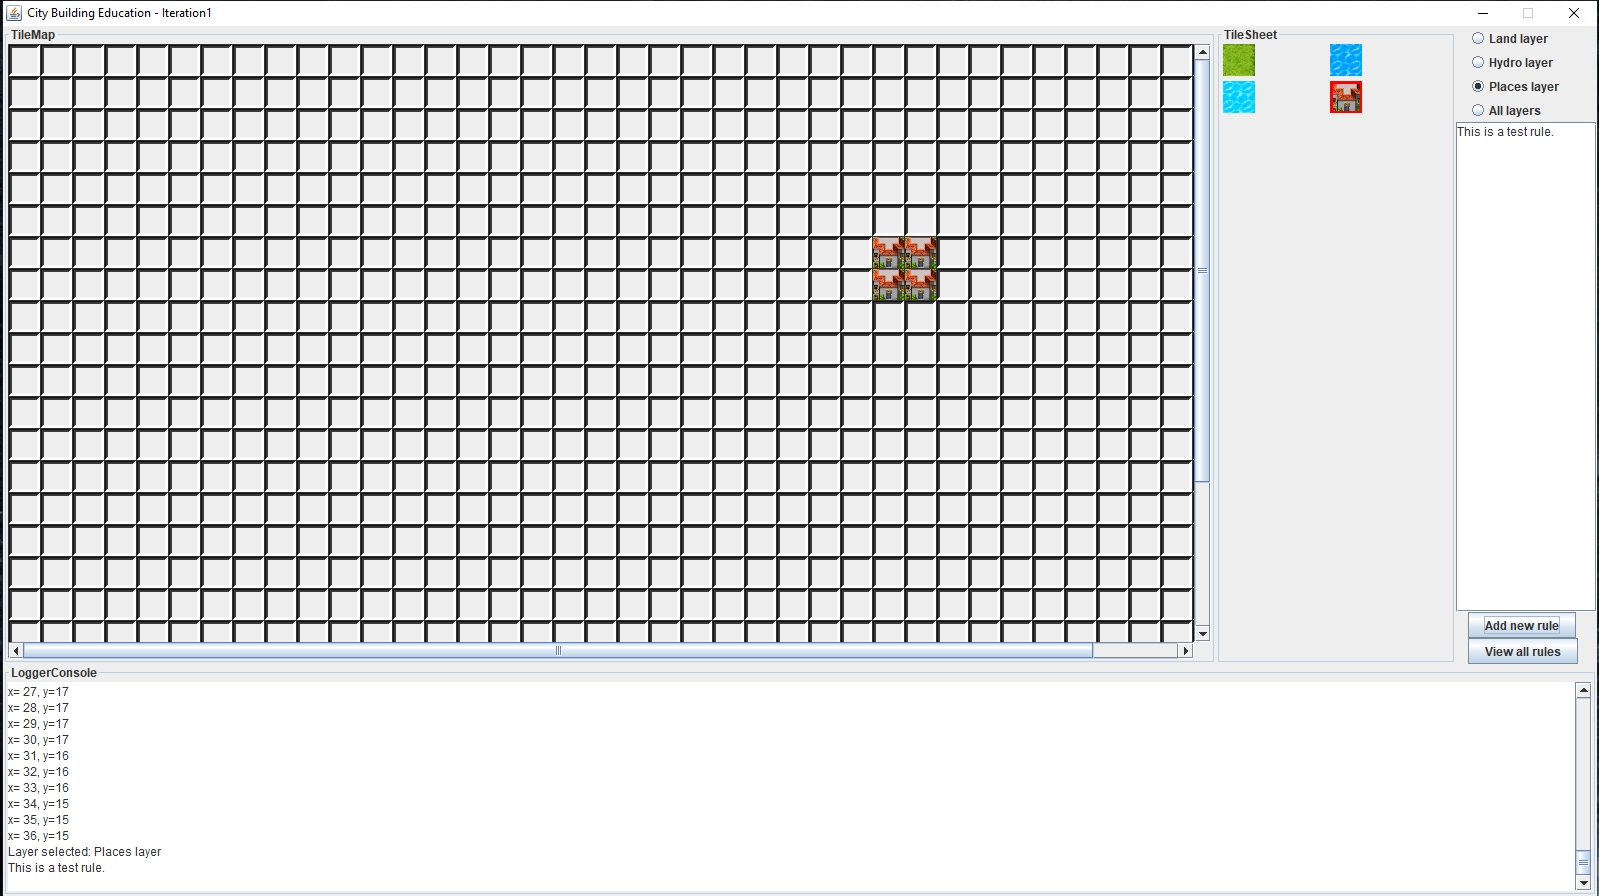 City Building Education - Iteration1
TileMap
TileSheet
Land layer
Hydro layer
Places layer
All layers
This is a test rule.
Add new rule
View all rules
LoggerConsole
x= 27, y=17
x= 28, y=17
x= 29, y=17
x= 30, y=17
x= 31, y=16
x= 32, y=16
x= 33, y=16
x= 34, y=15
x= 35, y=15
x= 36, y=15
Layer selected: Places layer
This is a test rule.